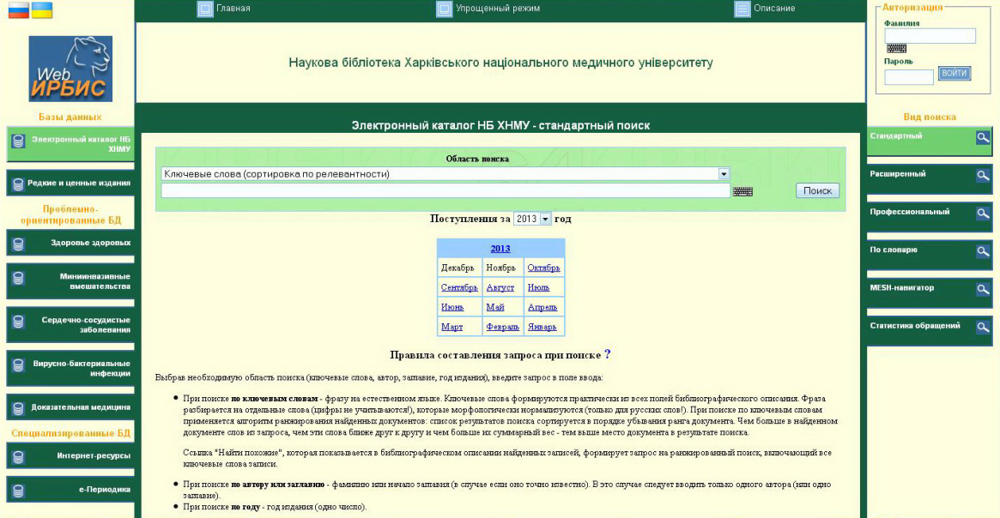 Главная
Упрощенный режим
Описание
Web
ИРБИС
Базы данных
Электронный каталог НБ
ХНМУ
Редкие и ценные издания
Проблемно-
ориентированные БД
Здоровье здоровых
Миниинвазивные
вмешательства
Сердечно-сосудистые
заболевания
Вирусно-бактериальные
инфекции
Доказательная медицина
Специализированные БД
Интернет-ресурсы
е-Периодика
Наукова бібліотека Харківського національного медичного університету
Электронный каталог НБ ХНМУ - стандартный поиск
Область поиска
Ключевые слова (сортировка по релевантности)
Поиск
Поступления за 2013 год
2013
Декабрь Ноябрь Октябрь
Сентябрь Август Июль
Июнь Май Апрель
Март Февраль Январь
Правила составления запроса при поиске ?
Выбрав необходимую область поиска (ключевые слова, автор, заглавие, год издания), введите запрос в поле ввода:
• При поиске по ключевым словам - фразу на естественном языке. Ключевые слова формируются практически из всех полей библиографического описания. Фраза
разбирается на отдельные слова (цифры не учитываются!), которые морфологически нормализуются (только для русских слов!). При поиске по ключевым словам
применяется алгоритм ранжирования найденных документов: список результатов поиска сортируется в порядке убывания ранга документа. Чем больше в найденном
документе слов из запроса, чем эти слова ближе друг к другу и чем больше их суммарный вес - тем выше место документа в результате поиска.
Ссылка "Найти похожие", которая показывается в библиографическом описании найденных записей, формирует запрос на ранжированный поиск, включающий все
ключевые слова записи.
• При поиске по автору или заглавию - фамилию или начало заглавия (в случае если оно точно известно). В это случае следует вводить только одного автора (или одно
заглавие).
• При поиске по году - год издания (одно число).
Авторизация
Фамилия
Пароль
ВОЙТИ
Вид поиска
Стандартный
Расширенный
Профессиональный
По словарю
MESH-навигатор
Статистика обращений